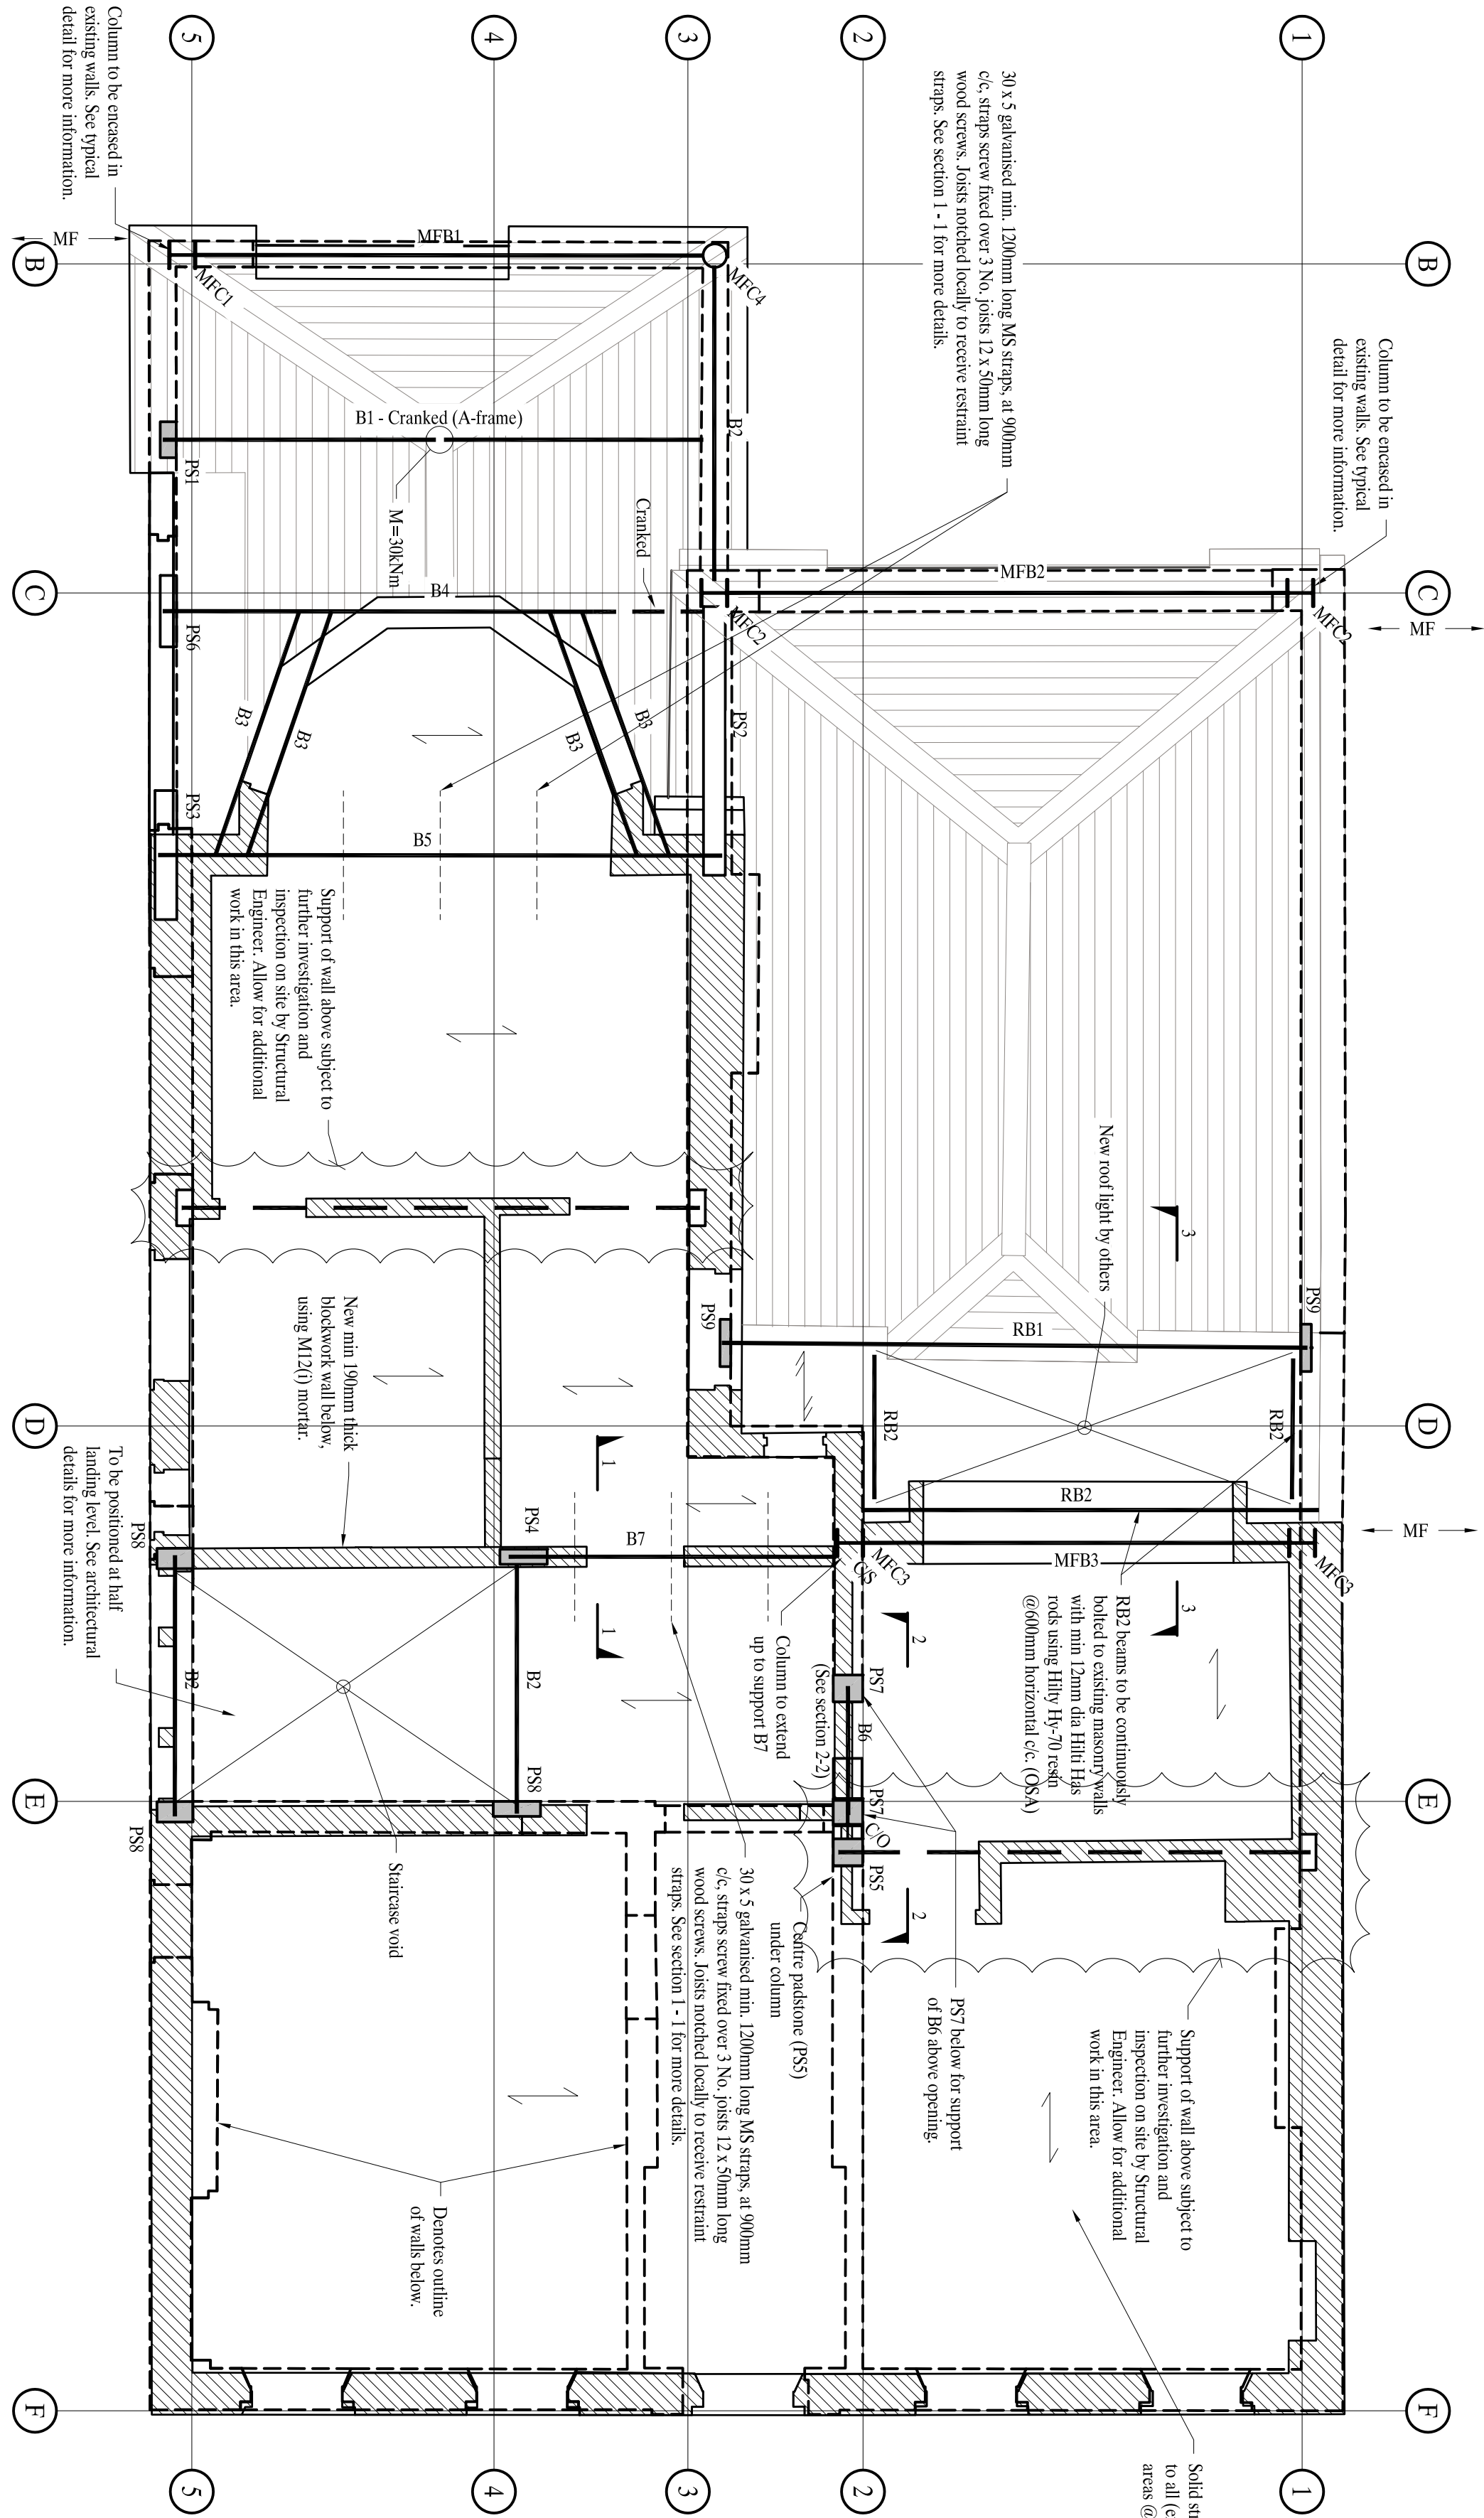 5
4
3
2
1
Column to be encased in
existing walls. See typical
detail for more information.
30 x 5 galvanised min. 1200mm long MS straps, at 900mm
c/c, straps screw fixed over 3 No. joists 12 x 50mm long
wood screws. Joists notched locally to receive restraint
straps. See section 1 - 1 for more details.
MF
B
MFB1
MFC1
MFC4
B2
B
Column to be encased in
existing walls. See typical
detail for more information.
B1 - Cranked (A-frame)
PS1
M=30kNm
Cranked
C
B4
PS6
MFC2
MFB2
MFC2
MF
C
B3
B3
B3
B3
PS2
PS3
B5
Support of wall above subject to
further investigation and
inspection on site by Structural
Engineer. Allow for additional
work in this area.
New roof light by others
3
PS9
RB1
PS9
New min 190mm thick
blockwork wall below,
using M12(i) mortar.
D
RB2
RB2
D
To be positioned at half
landing level. See architectural
details for more information.
1
RB2
PS8
PS4
B7
MFC3
C/S
MFB3
MFC3
MF
RB2 beams to be continuously
bolted to existing masonry walls
with min 12mm dia Hilti Has
rods using Hilty Hy-70 resin
@600mm horizontal c/c. (OSA)
1
2
3
Column to extend
up to support B7
(See section 2-2)
B2
B2
PS7
B6
PS8
PS8
PS7
C/O
PS5
E
E
2
Staircase void
30 x 5 galvanised min. 1200mm long MS straps, at 900mm
c/c, straps screw fixed over 3 No. joists 12 x 50mm long
wood screws. Joists notched locally to receive restraint
straps. See section 1 - 1 for more details.
Centre padstone (PS5)
under column
PS7 below for support
of B6 above opening.
Support of wall above subject to
further investigation and
inspection on site by Structural
Engineer. Allow for additional
work in this area.
Denotes outline
of walls below.
F
F
Solid
to all
areas @
5
4
3
2
1